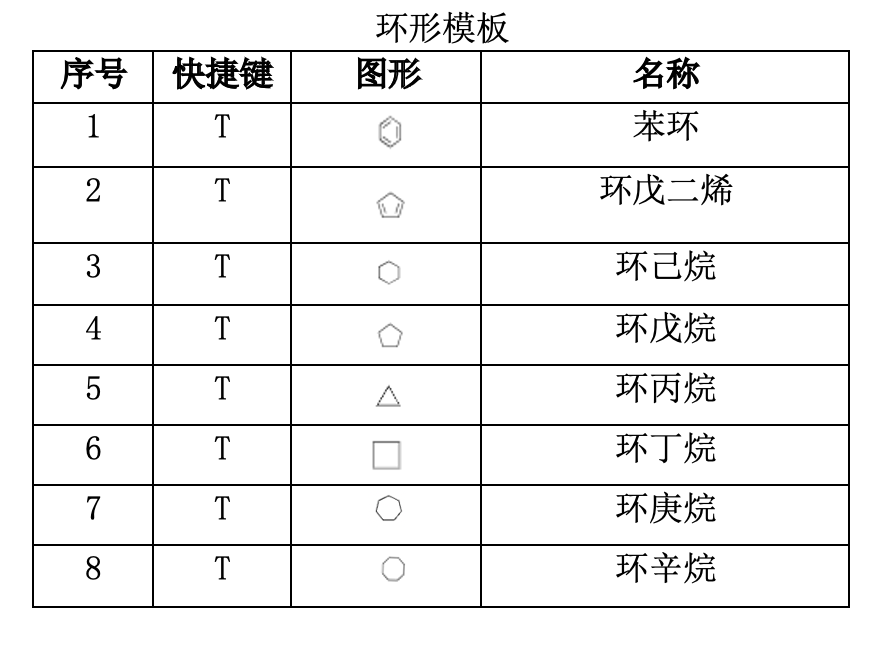 环形模板
序号 快捷键 图形 名称
1 T 苯环
2 T 环戊二烯
3 T 环己烷
4 T 环戊烷
5 T 环丙烷
6 T 环丁烷
7 T 环庚烷
8 T 环辛烷